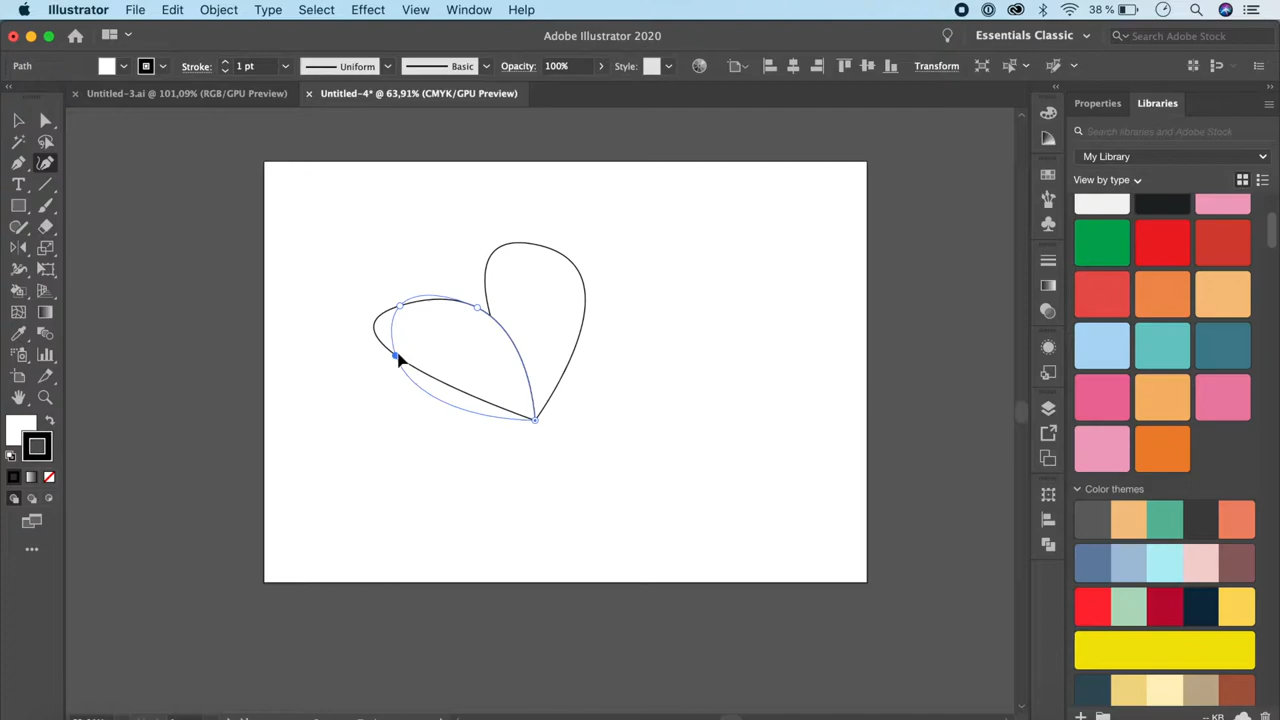 Illustrator File Edit Object Type Select Effect View Window Help 38 %
Adobe Illustrator 2020 Essentials Classic Search Adobe Stock
Path Stroke: 1 pt Uniform Basic Opacity: 100% Style: Transform
Untitled-3.ai @ 101,09% (RGB/GPU Preview) Untitled-4* @ 63,91% (CMYK/GPU Preview)
Properties Libraries
Search libraries and Adobe Stock
My Library
View by type
Color themes
-- KB